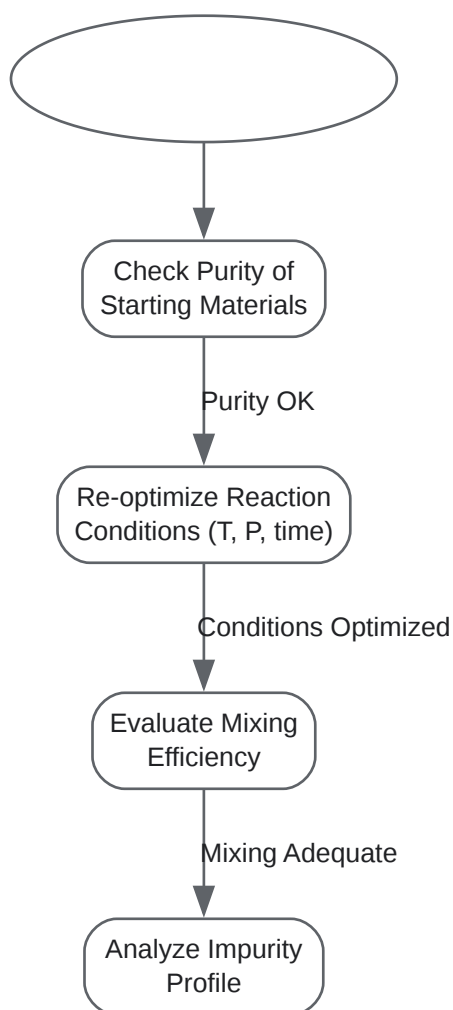 Check Purity of
Starting Materials
Purity OK
Re-optimize Reaction
Conditions (T, P, time)
Conditions Optimized
Evaluate Mixing
Efficiency
Mixing Adequate
Analyze Impurity
Profile